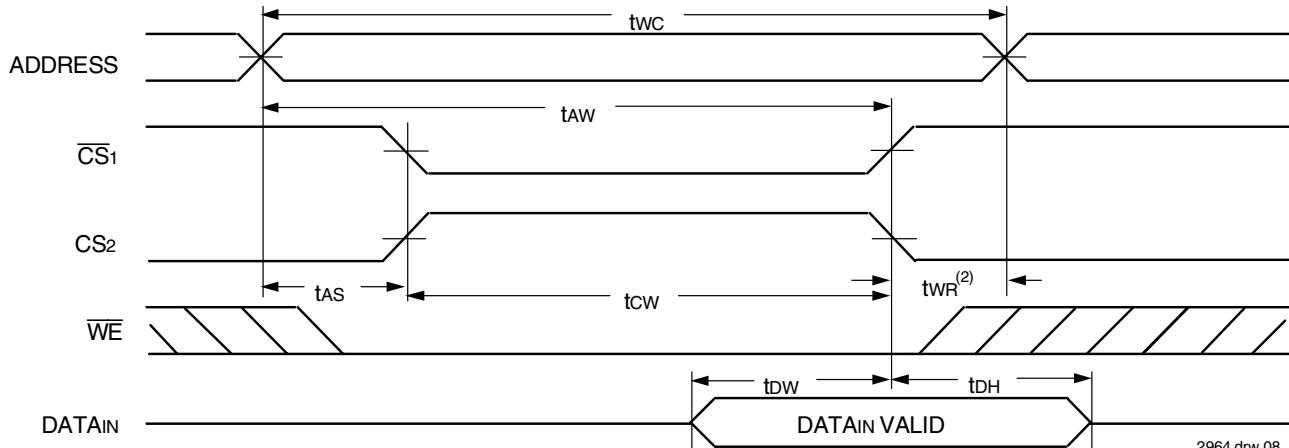 tWC
ADDRESS
tAW
CS1
CS2
tAS
tCW
tWR(2)
WE
tDW
tDH
DATAIN
DATAIN VALID
2964 drw 08